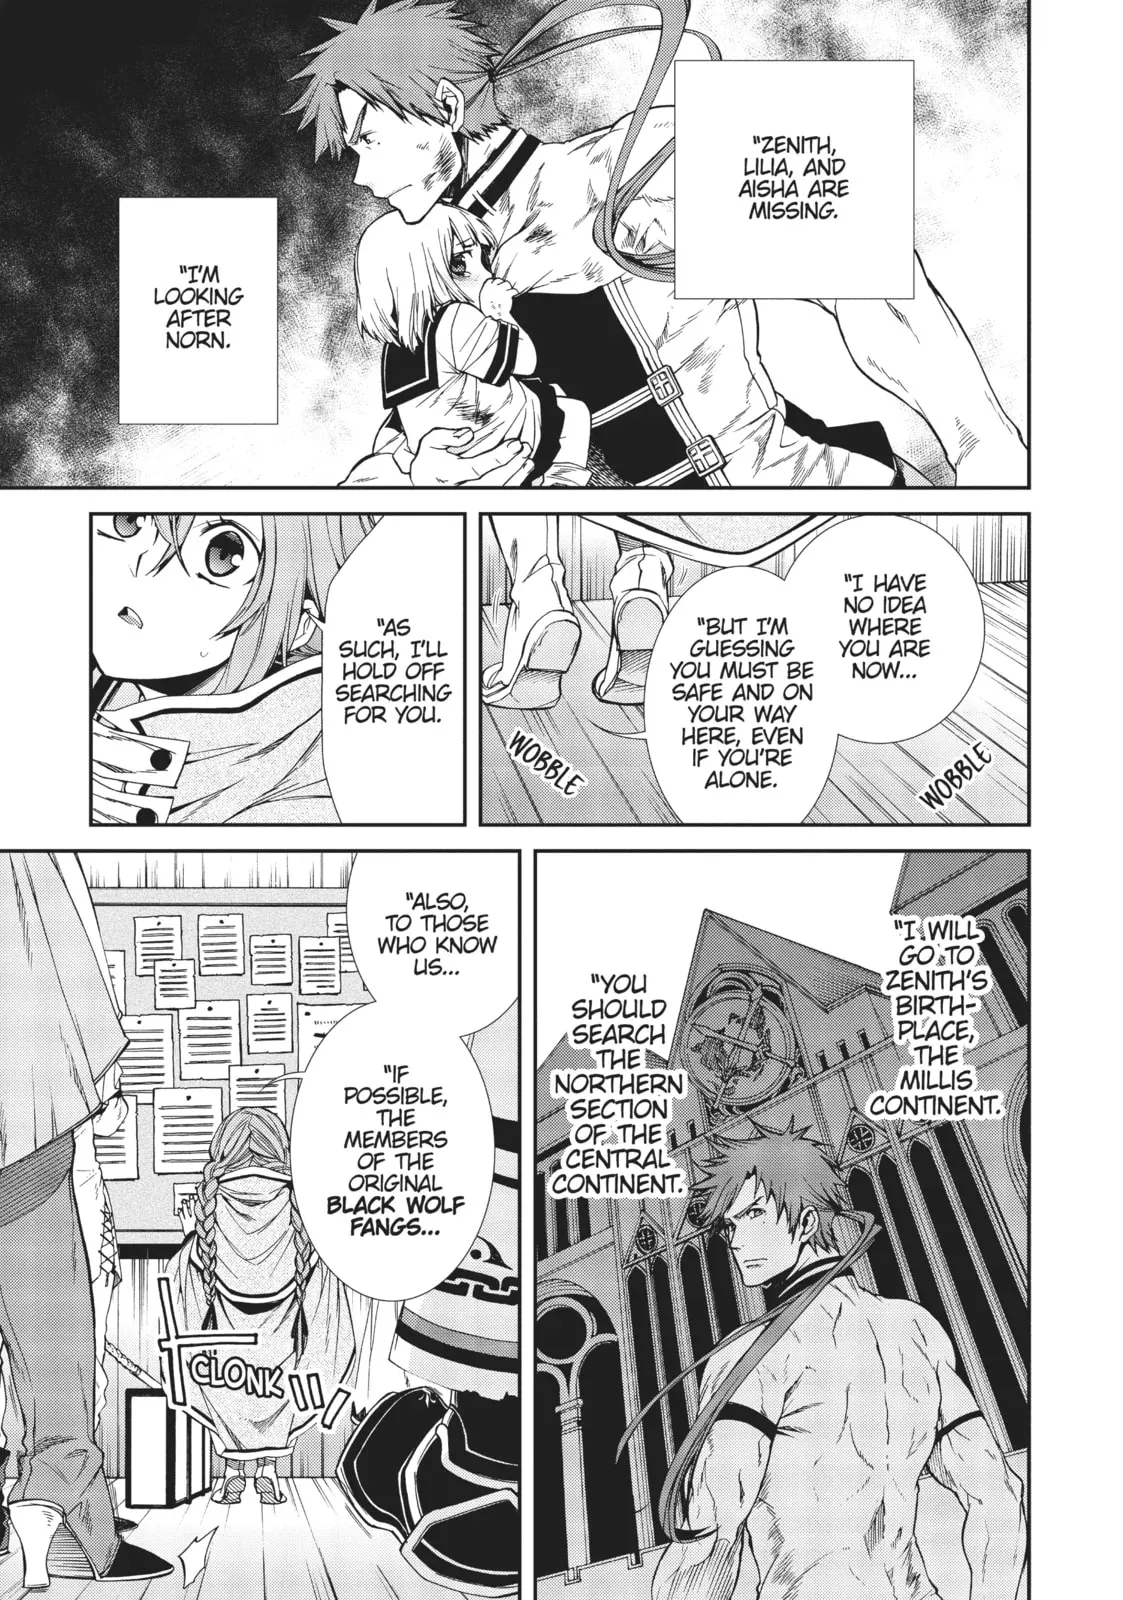 "ZENITH,
LILIA, AND
AISHA ARE
MISSING.
"I'M
LOOKING
AFTER
NORN.
"I HAVE
NO IDEA
WHERE
YOU ARE
NOW...
"BUT I'M
GUESSING
YOU MUST BE
SAFE AND ON
YOUR WAY
HERE, EVEN
IF YOU'RE
ALONE.
WOBBLE
WOBBLE
"AS
SUCH, I'LL
HOLD OFF
SEARCHING
FOR YOU.
"I WILL
GO TO
ZENITH'S
BIRTH-
PLACE,
THE
MILLIS
CONTINENT.
"YOU
SHOULD
SEARCH
THE
NORTHERN
SECTION
OF THE
CENTRAL
CONTINENT.
"ALSO,
TO THOSE
WHO KNOW
US...
"IF
POSSIBLE,
THE
MEMBERS
OF THE
ORIGINAL
BLACK WOLF
FANGS...
CLONK